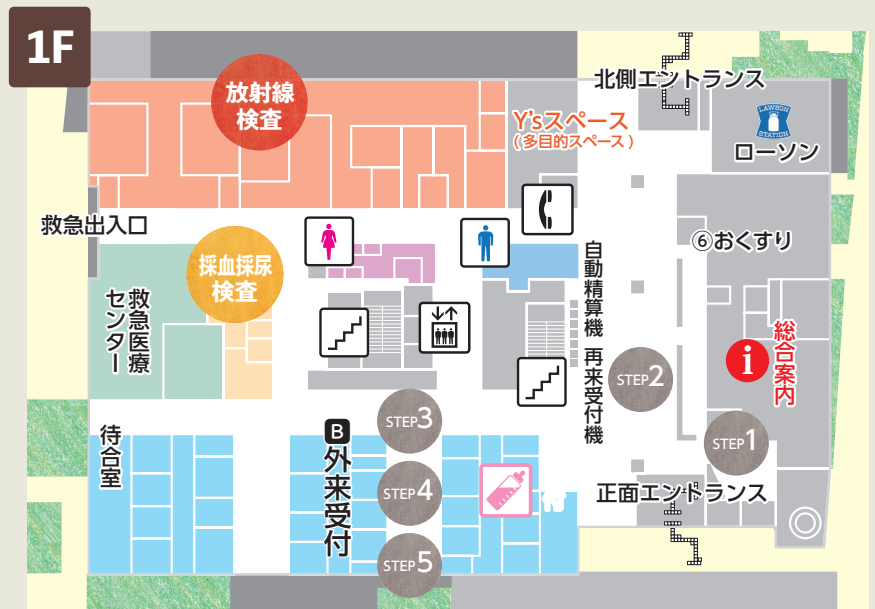 1F
放射線
検査
北側エントランス
Y'sスペース
(多目的スペース)
LAWSON
STATION
ローソン
救急出入口
採血採尿
検査
⑥おくすり
救急医療
センター
自動精算機 再来受付機
総合案内
i
STEP2
STEP3
STEP1
待合室
B
外来受付
STEP4
正面エントランス
STEP5